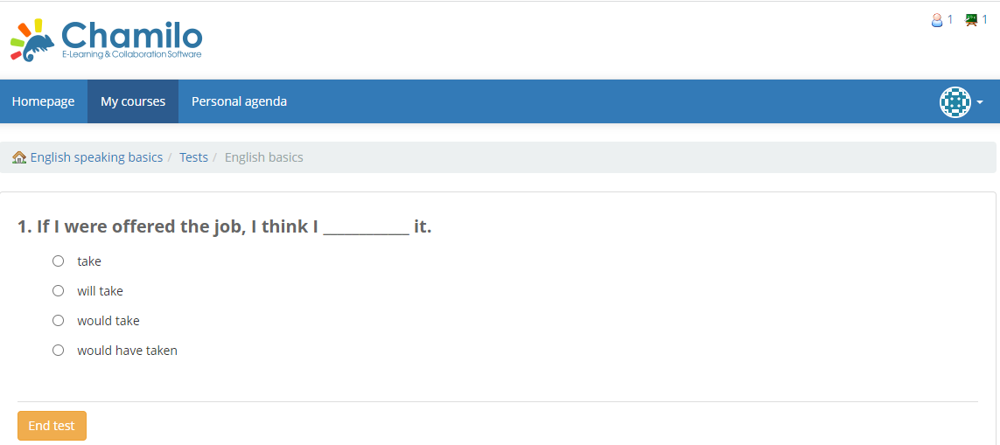 1 1
Chamilo
E-Learning & Collaboration Software
Homepage My courses Personal agenda
English speaking basics / Tests / English basics
1. If I were offered the job, I think I ____________ it.
take
will take
would take
would have taken
End test